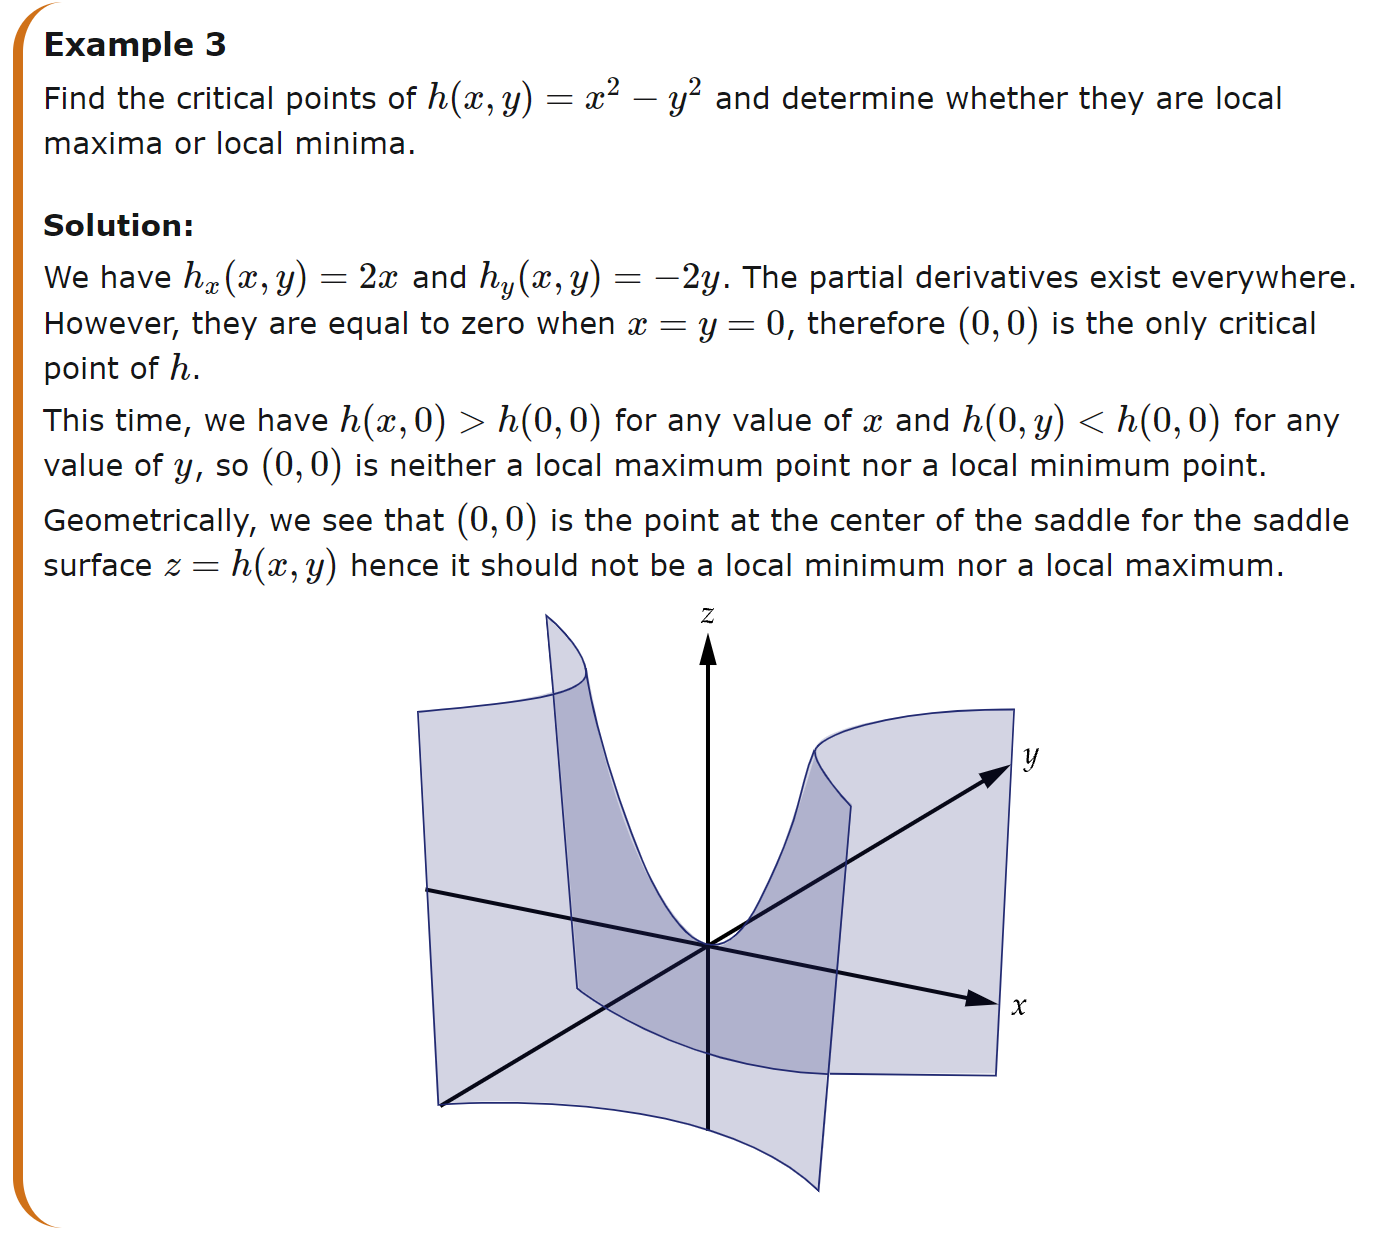 Example 3
Find the critical points of h(x, y) = x² − y² and determine whether they are local
maxima or local minima.
Solution:
We have hₓ(x, y) = 2x and h_y(x, y) = −2y. The partial derivatives exist everywhere.
However, they are equal to zero when x = y = 0, therefore (0, 0) is the only critical
point of h.
This time, we have h(x, 0) > h(0, 0) for any value of x and h(0, y) < h(0, 0) for any
value of y, so (0, 0) is neither a local maximum point nor a local minimum point.
Geometrically, we see that (0, 0) is the point at the center of the saddle for the saddle
surface z = h(x, y) hence it should not be a local minimum nor a local maximum.
z
y
x